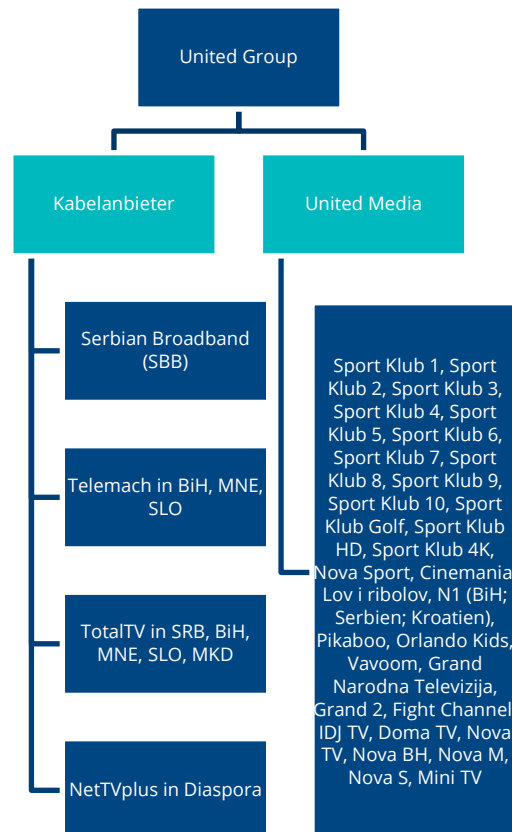 United Group
Kabelanbieter
United Media
Serbian Broadband
(SBB)
Telemach in BiH, MNE,
SLO
TotalTV in SRB, BiH,
MNE, SLO, MKD
NetTVplus in Diaspora
Sport Klub 1, Sport
Klub 2, Sport Klub 3,
Sport Klub 4, Sport
Klub 5, Sport Klub 6,
Sport Klub 7, Sport
Klub 8, Sport Klub 9,
Sport Klub 10, Sport
Klub Golf, Sport Klub
HD, Sport Klub 4K,
Nova Sport, Cinemania,
Lov i ribolov, N1 (BiH;
Serbien; Kroatien),
Pikaboo, Orlando Kids,
Vavoom, Grand
Narodna Televizija,
Grand 2, Fight Channel,
IDJ TV, Doma TV, Nova
TV, Nova BH, Nova M,
Nova S, Mini TV